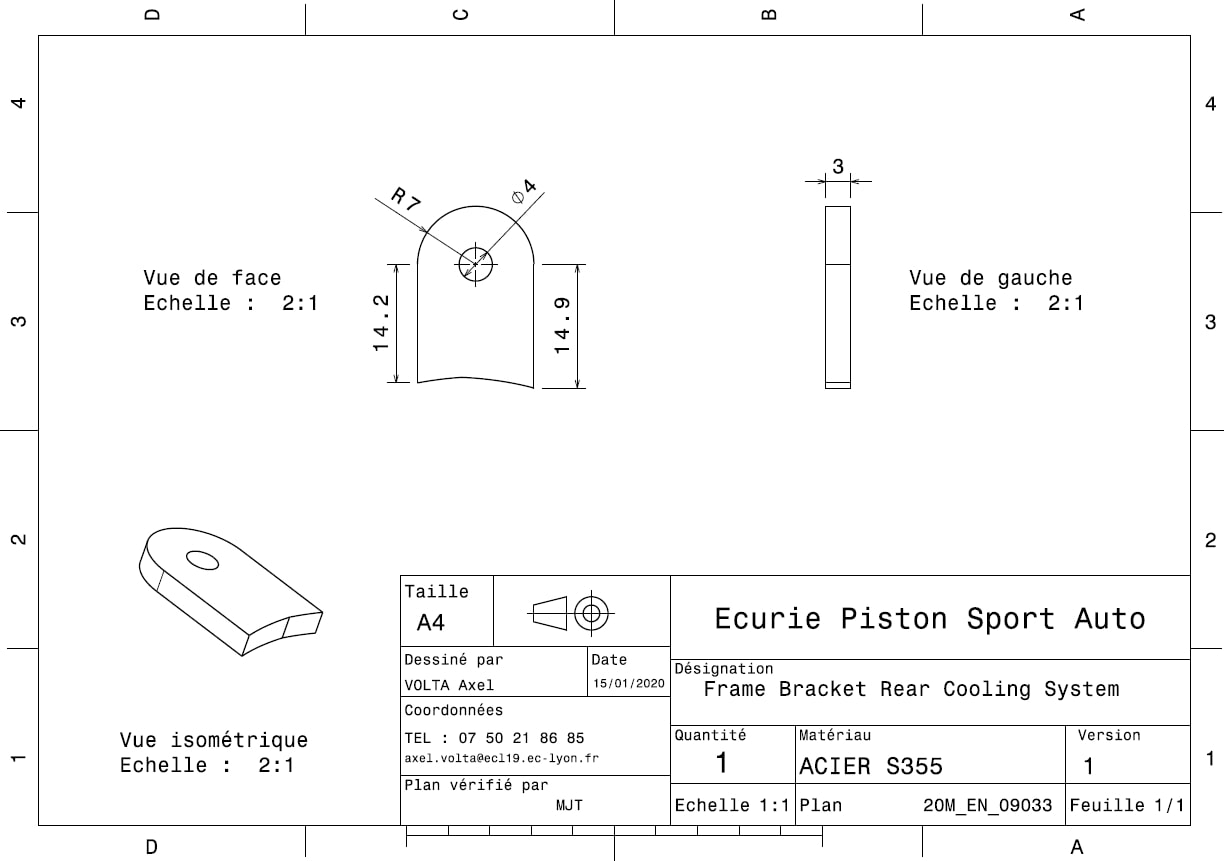 D C B A
4 4
3
R7
⌀4
Vue de face
Echelle : 2:1
14.2
14.9
Vue de gauche
Echelle : 2:1
3 3
2 2
Taille
A4
Ecurie Piston Sport Auto
Dessiné par
VOLTA Axel
Date
15/01/2020
Désignation
Frame Bracket Rear Cooling System
Coordonnées
TEL : 07 50 21 86 85
axel.volta@ecl19.ec-lyon.fr
Vue isométrique
Echelle : 2:1
Quantité
1
Matériau
ACIER S355
Version
1
1 1
Plan vérifié par
MJT
Echelle 1:1
Plan 20M_EN_09033
Feuille 1/1
D A